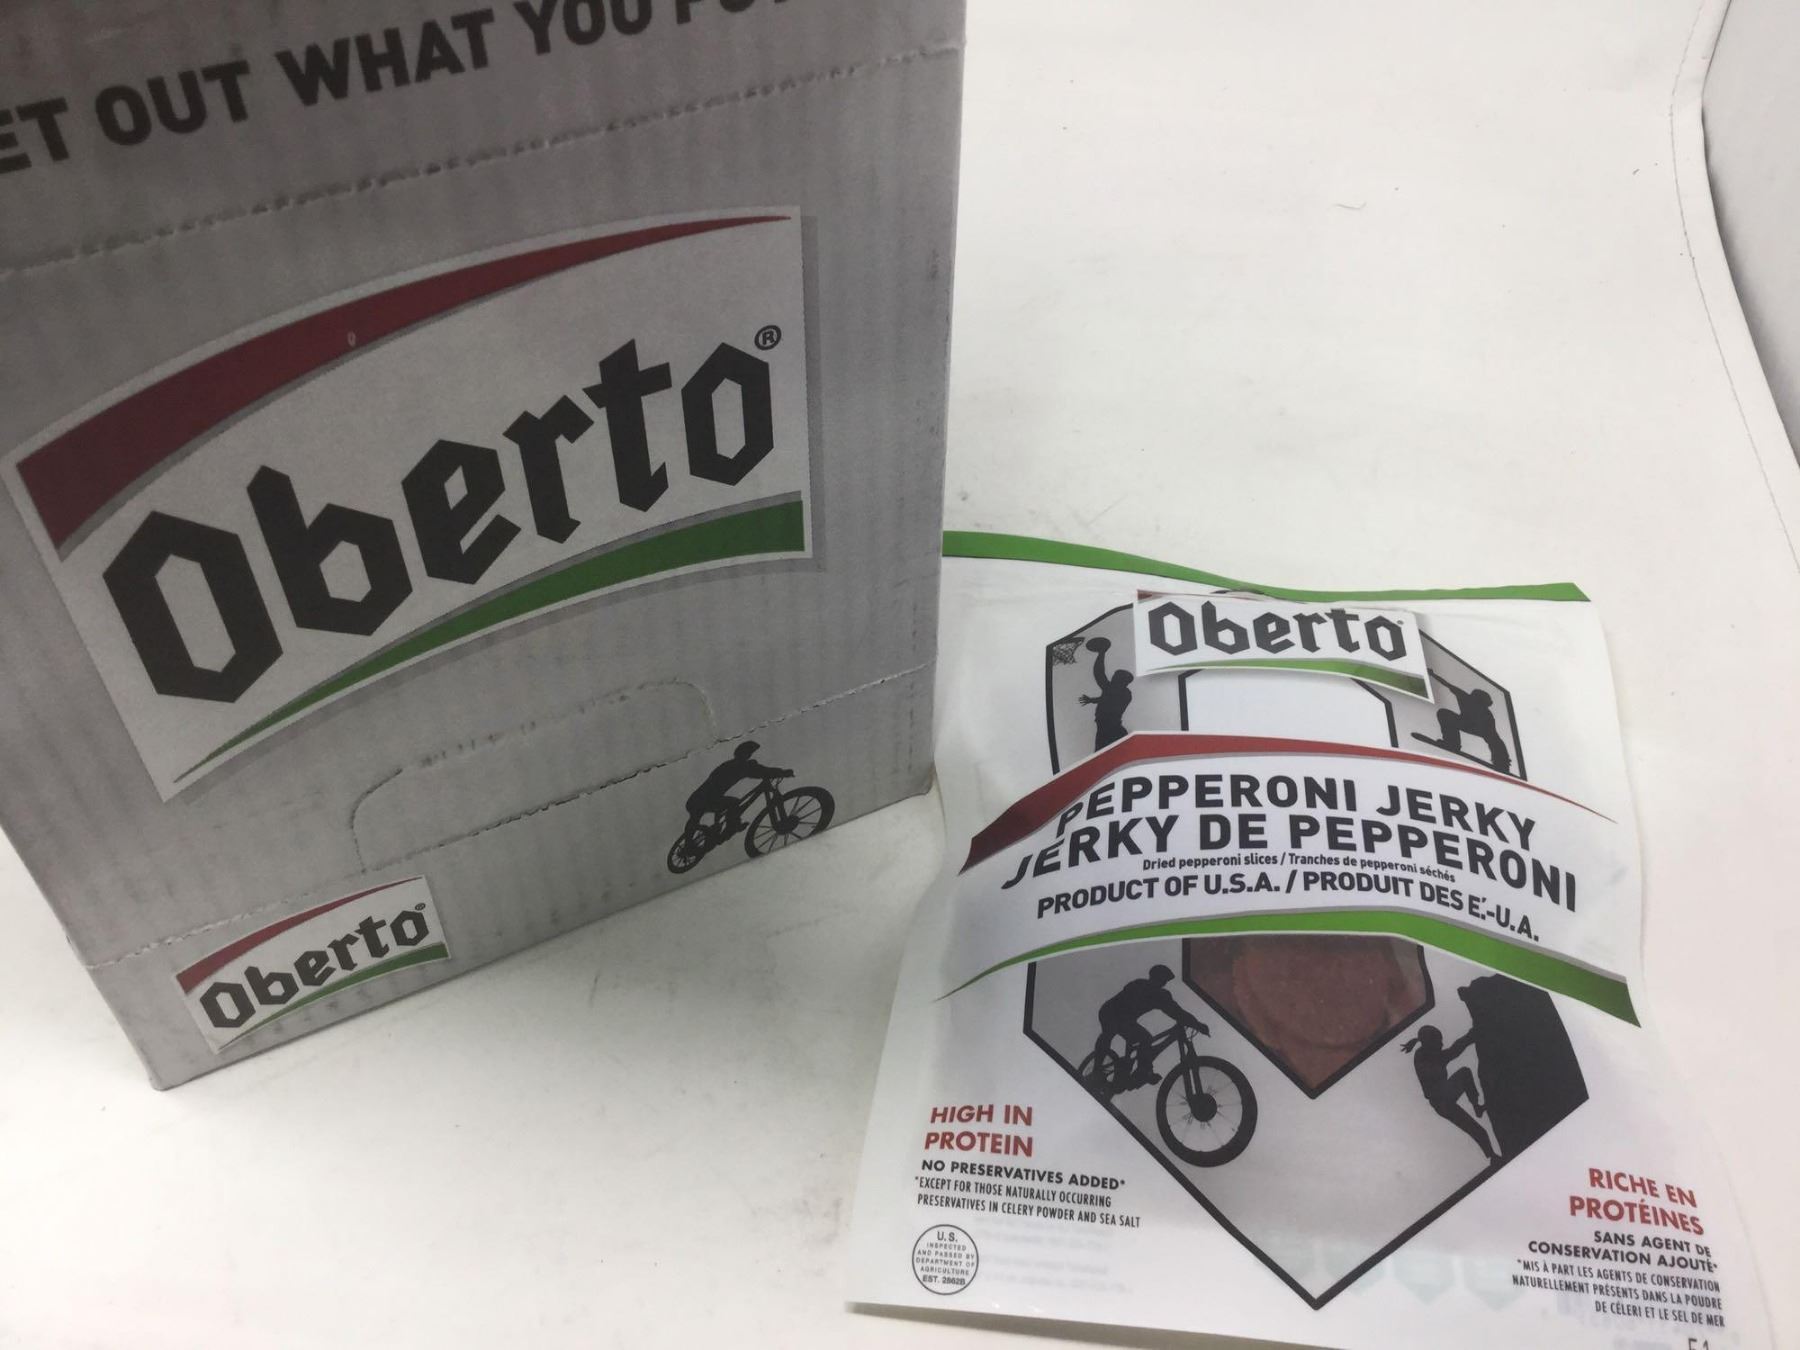 OUT WHAT YOU
Oberto®
Oberto®
Oberto
PEPPERONI JERKY
JERKY DE PEPPERONI
Dried pepperoni slices / Tranches de pepperoni séchés
PRODUCT OF U.S.A. / PRODUIT DES É.-U.A.
HIGH IN
PROTEIN
NO PRESERVATIVES ADDED*
*EXCEPT FOR THOSE NATURALLY OCCURRING
PRESERVATIVES IN CELERY POWDER AND SEA SALT
U.S.
INSPECTED
AND PASSED BY
DEPARTMENT OF
AGRICULTURE
EST. 2862B
RICHE EN
PROTÉINES
SANS AGENT DE
CONSERVATION AJOUTÉ*
*MIS À PART LES AGENTS DE CONSERVATION
NATURELLEMENT PRÉSENTS DANS LA POUDRE
DE CÉLERI ET LE SEL DE MER